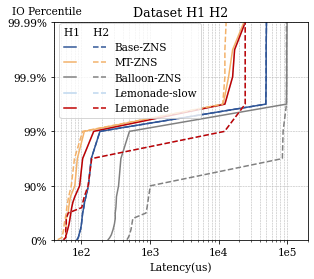 IO Percentile
Dataset H1 H2
99.99%
99.9%
99%
90%
0%
H1 H2
Base-ZNS
MT-ZNS
Balloon-ZNS
Lemonade-slow
Lemonade
1e2 1e3 1e4 1e5
Latency(us)